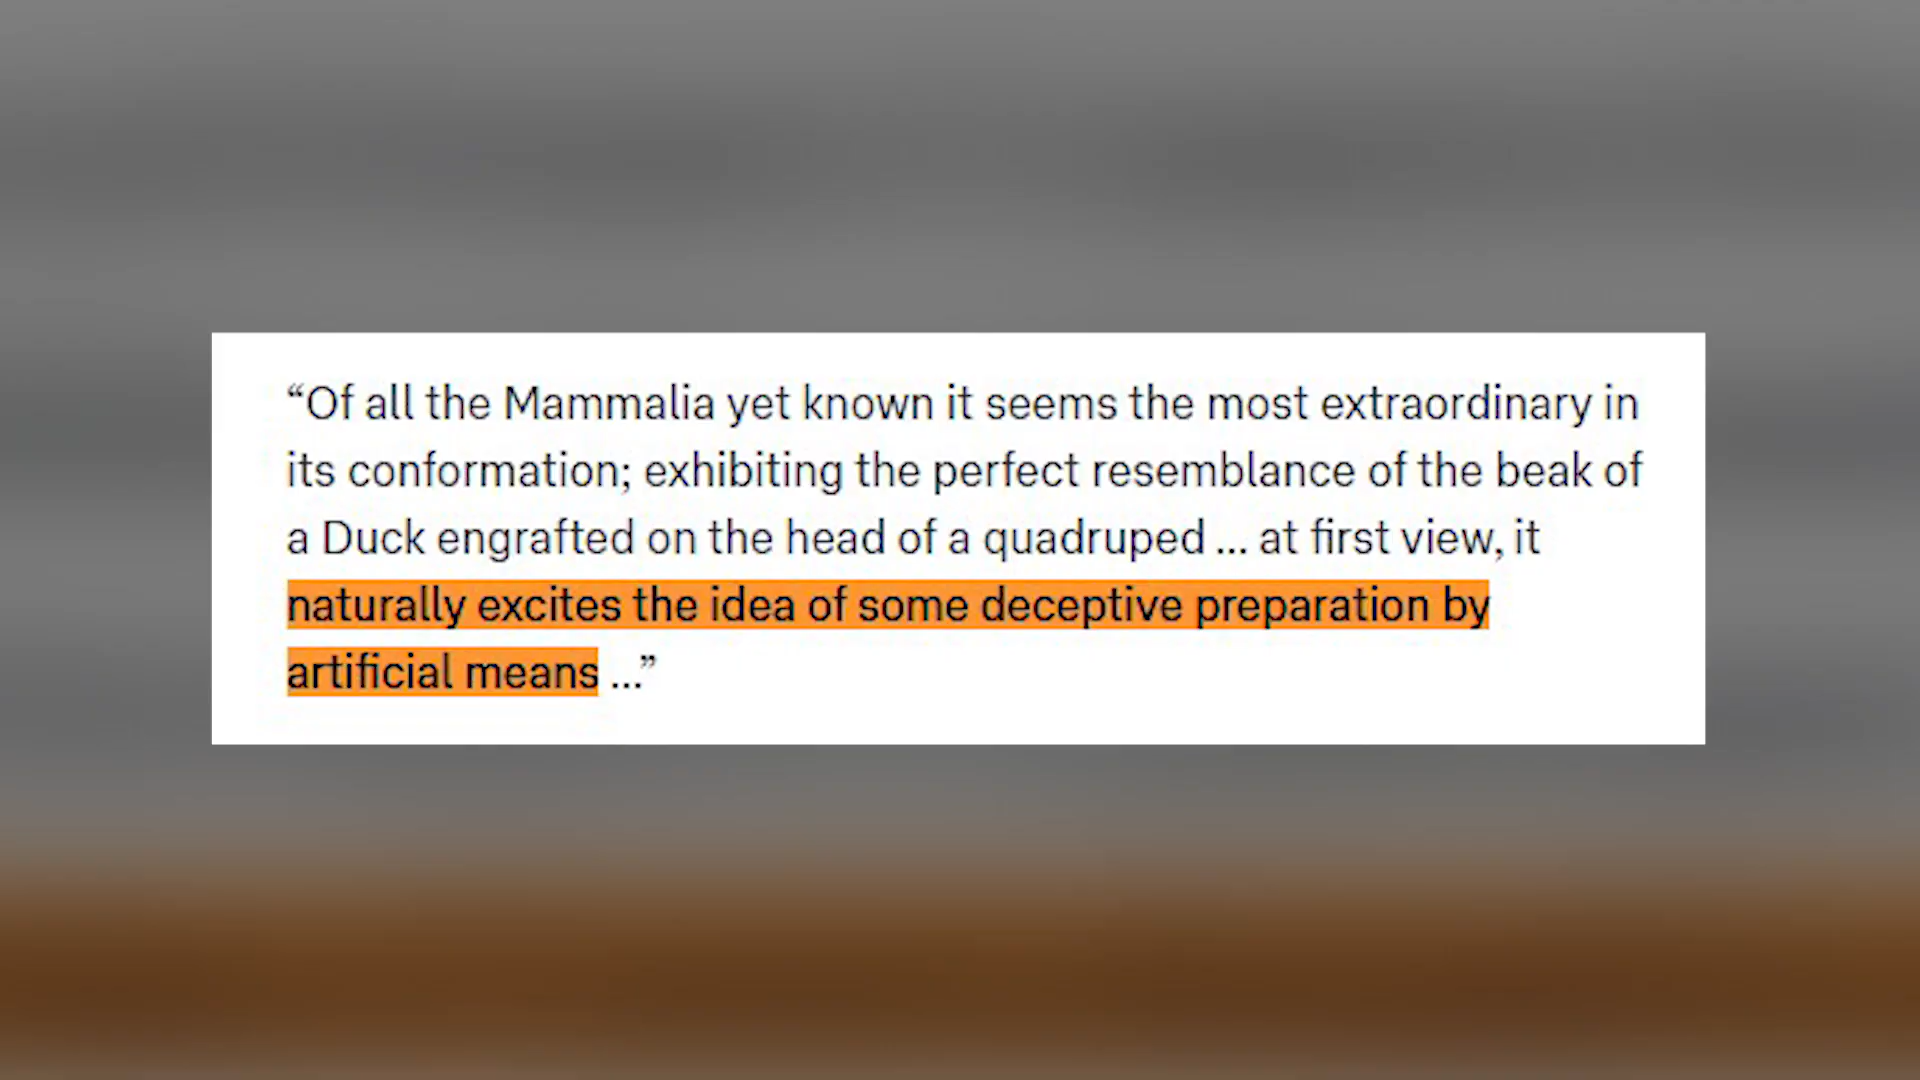 “Of all the Mammalia yet known it seems the most extraordinary in
its conformation; exhibiting the perfect resemblance of the beak of
a Duck engrafted on the head of a quadruped ... at first view, it
naturally excites the idea of some deceptive preparation by
artificial means ...”